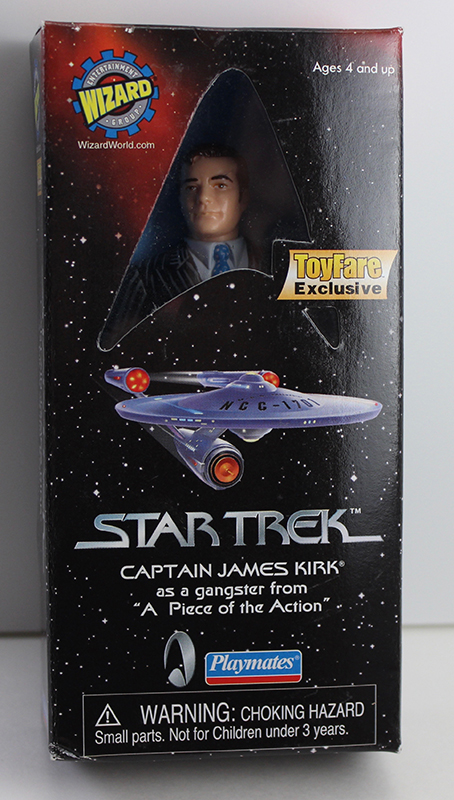 Ages 4 and up
ENTERTAINMENT
WIZARD
GROUP
WizardWorld.com
ToyFare
Exclusive
NCC-1701
STAR TREK™
CAPTAIN JAMES KIRK®
as a gangster from
"A Piece of the Action"
Playmates®
⚠ WARNING: CHOKING HAZARD
Small parts. Not for Children under 3 years.